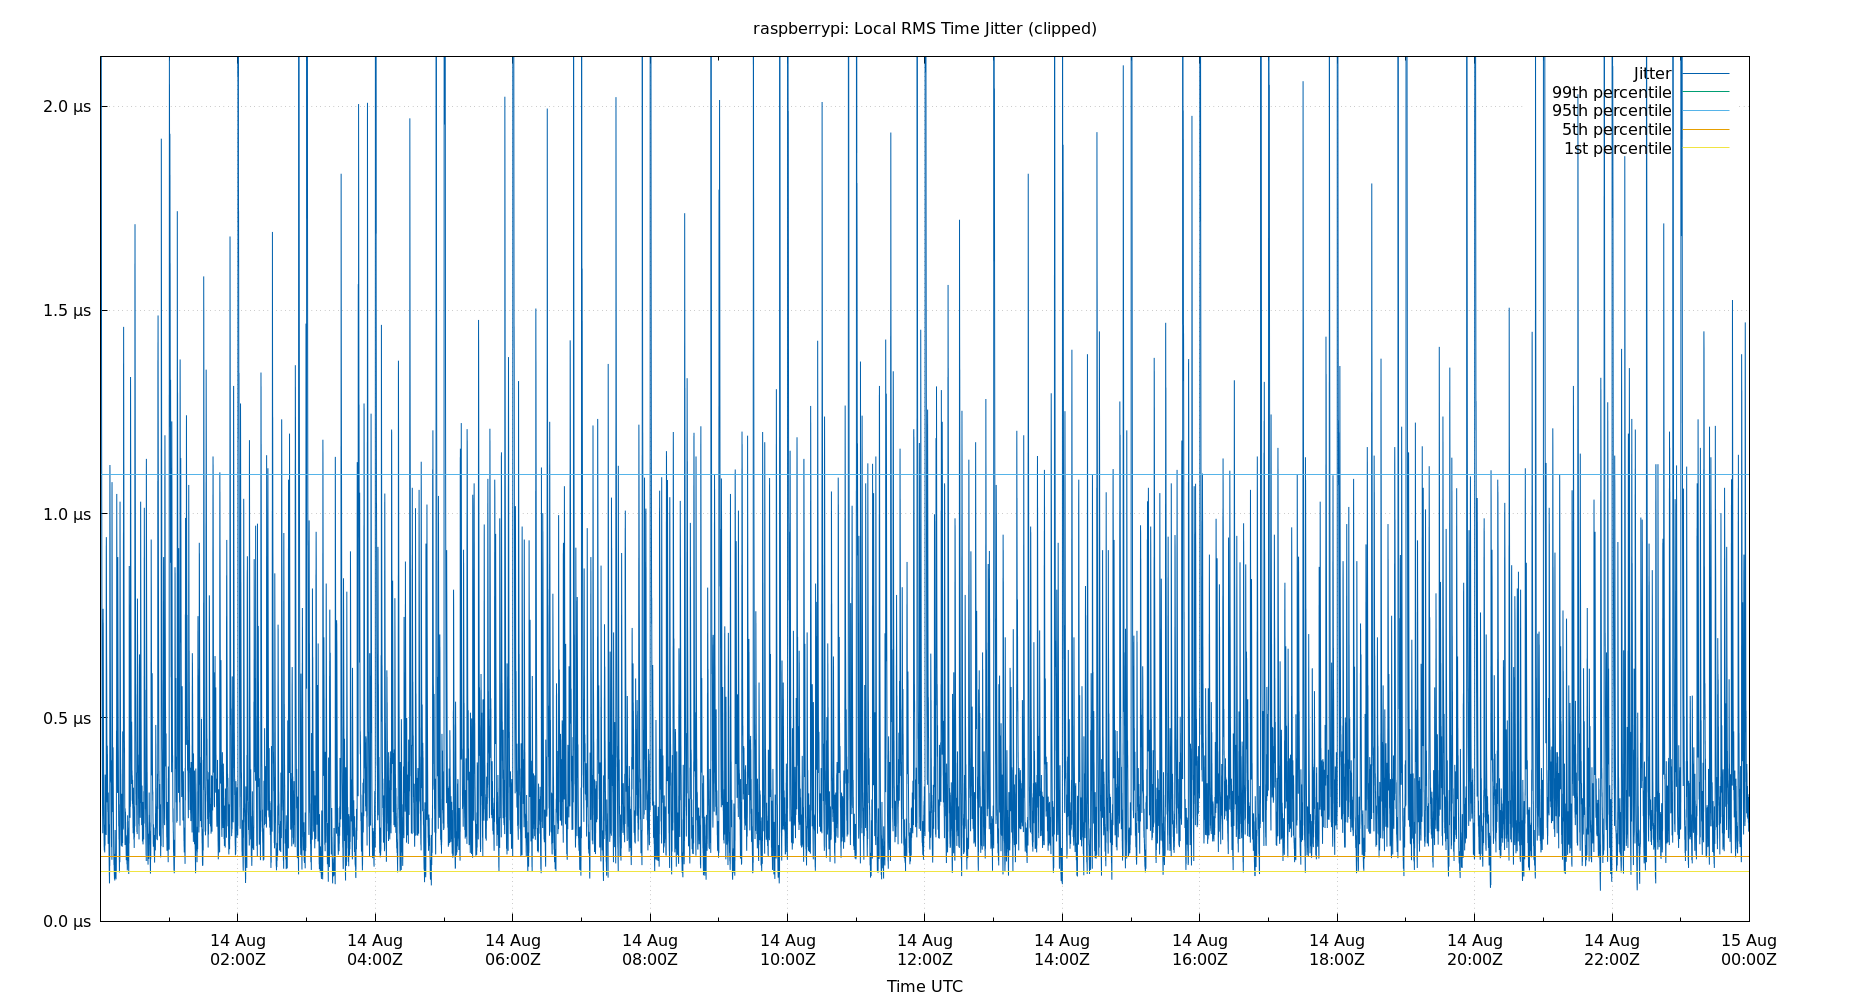 raspberrypi: Local RMS Time Jitter (clipped)
Jitter
99th percentile
95th percentile
5th percentile
1st percentile
2.0 µs
1.5 µs
1.0 µs
0.5 µs
0.0 µs
14 Aug 14 Aug 14 Aug 14 Aug 14 Aug 14 Aug 14 Aug 14 Aug 14 Aug 14 Aug 14 Aug 15 Aug
02:00Z 04:00Z 06:00Z 08:00Z 10:00Z 12:00Z 14:00Z 16:00Z 18:00Z 20:00Z 22:00Z 00:00Z
Time UTC